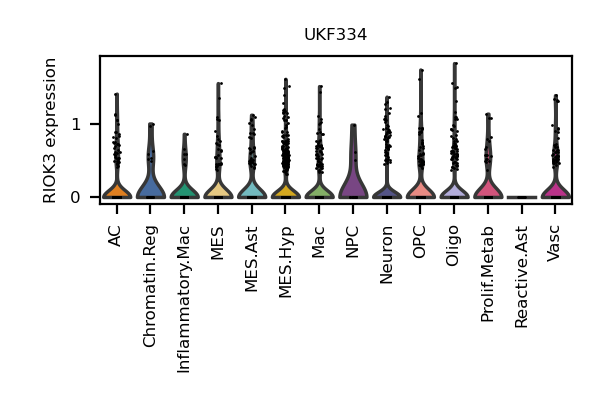 UKF334
RIOK3 expression
1
0
AC
Chromatin.Reg
Inflammatory.Mac
MES
MES.Ast
MES.Hyp
Mac
NPC
Neuron
OPC
Oligo
Prolif.Metab
Reactive.Ast
Vasc